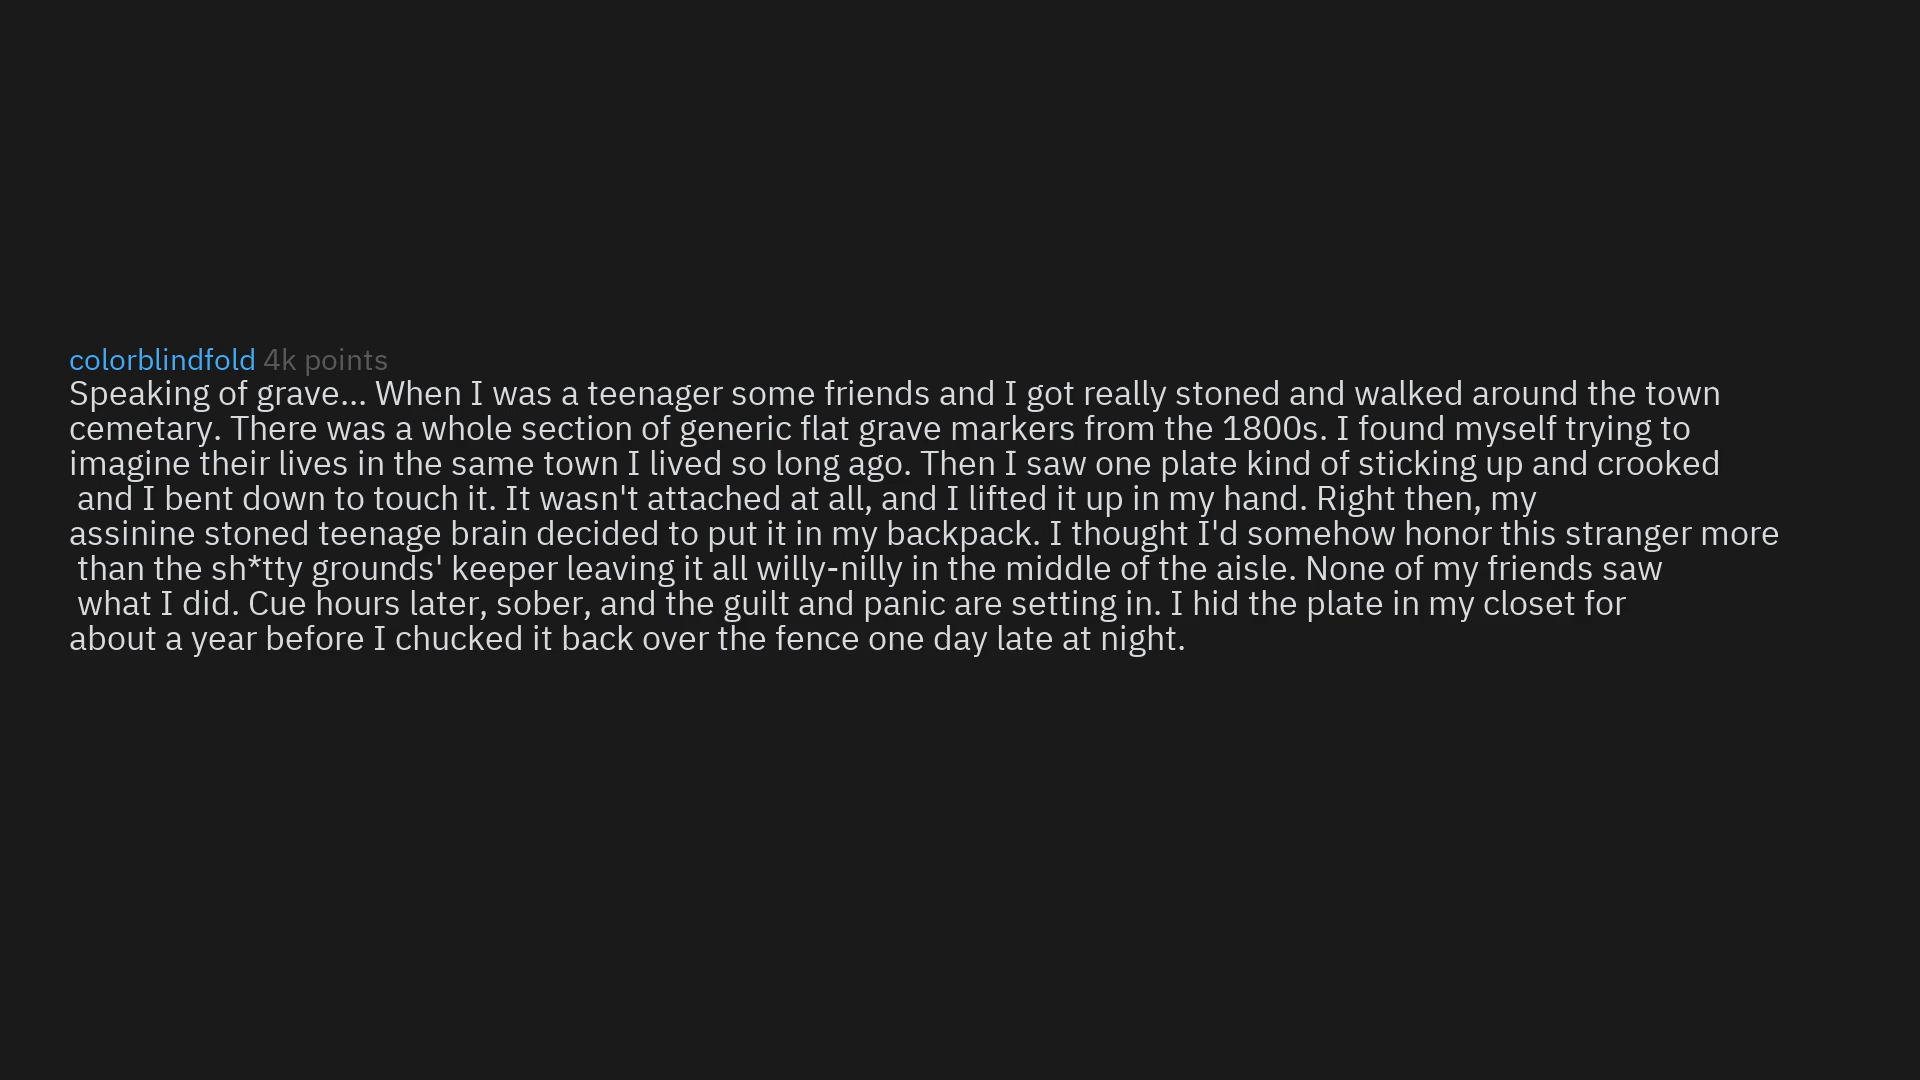 colorblindfold 4k points
Speaking of grave... When I was a teenager some friends and I got really stoned and walked around the town
cemetary. There was a whole section of generic flat grave markers from the 1800s. I found myself trying to
imagine their lives in the same town I lived so long ago. Then I saw one plate kind of sticking up and crooked
and I bent down to touch it. It wasn't attached at all, and I lifted it up in my hand. Right then, my
assinine stoned teenage brain decided to put it in my backpack. I thought I'd somehow honor this stranger more
than the sh*tty grounds' keeper leaving it all willy-nilly in the middle of the aisle. None of my friends saw
what I did. Cue hours later, sober, and the guilt and panic are setting in. I hid the plate in my closet for
about a year before I chucked it back over the fence one day late at night.